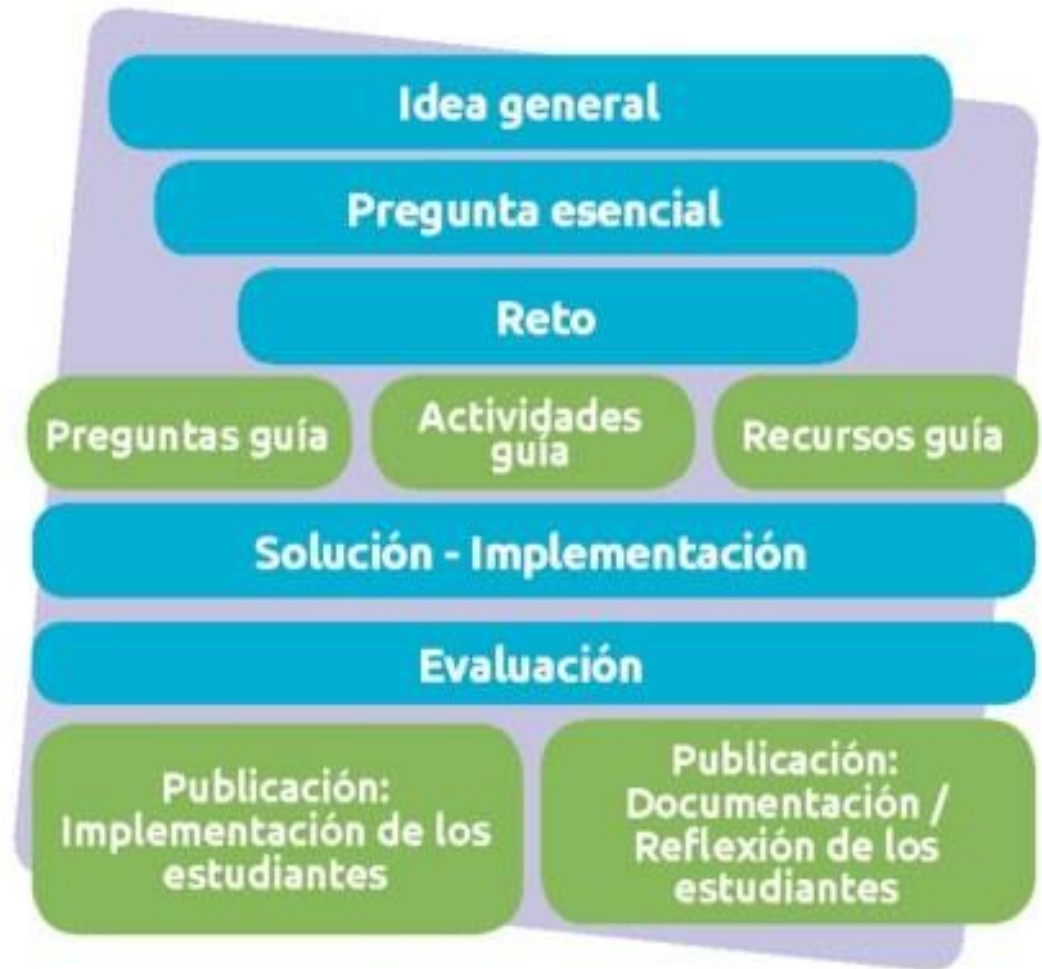 Idea general
Pregunta esencial
Reto
Preguntas guía
Actividades
guía
Recursos guía
Solución - Implementación
Evaluación
Publicación:
Implementación de los
estudiantes
Publicación:
Documentación /
Reflexión de los
estudiantes